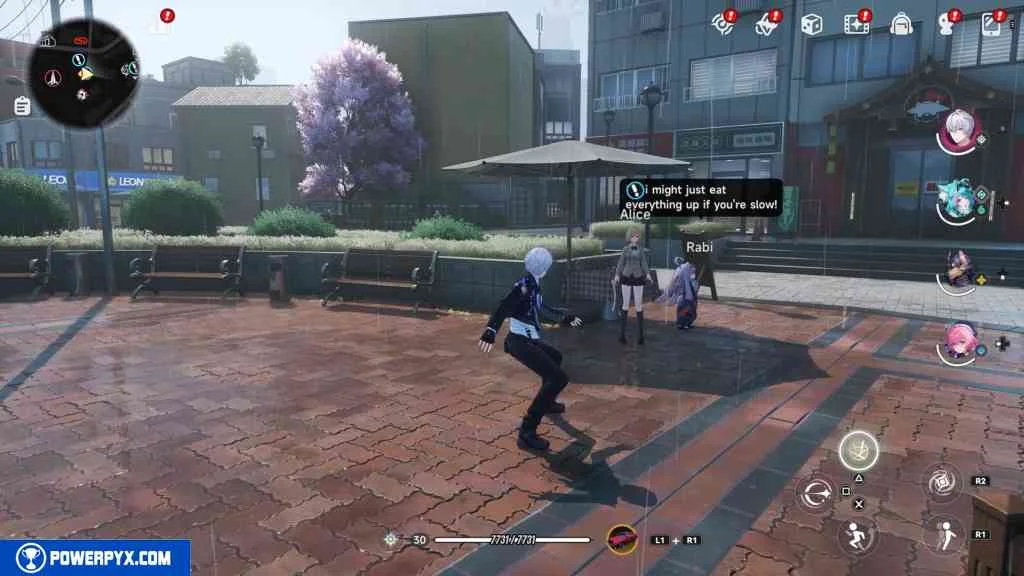 LEON
LEON
i might just eat
everything up if you're slow!
Alice
Rabi
R2
L1 + R1
R1
30
7731/7731
POWERPYX.COM